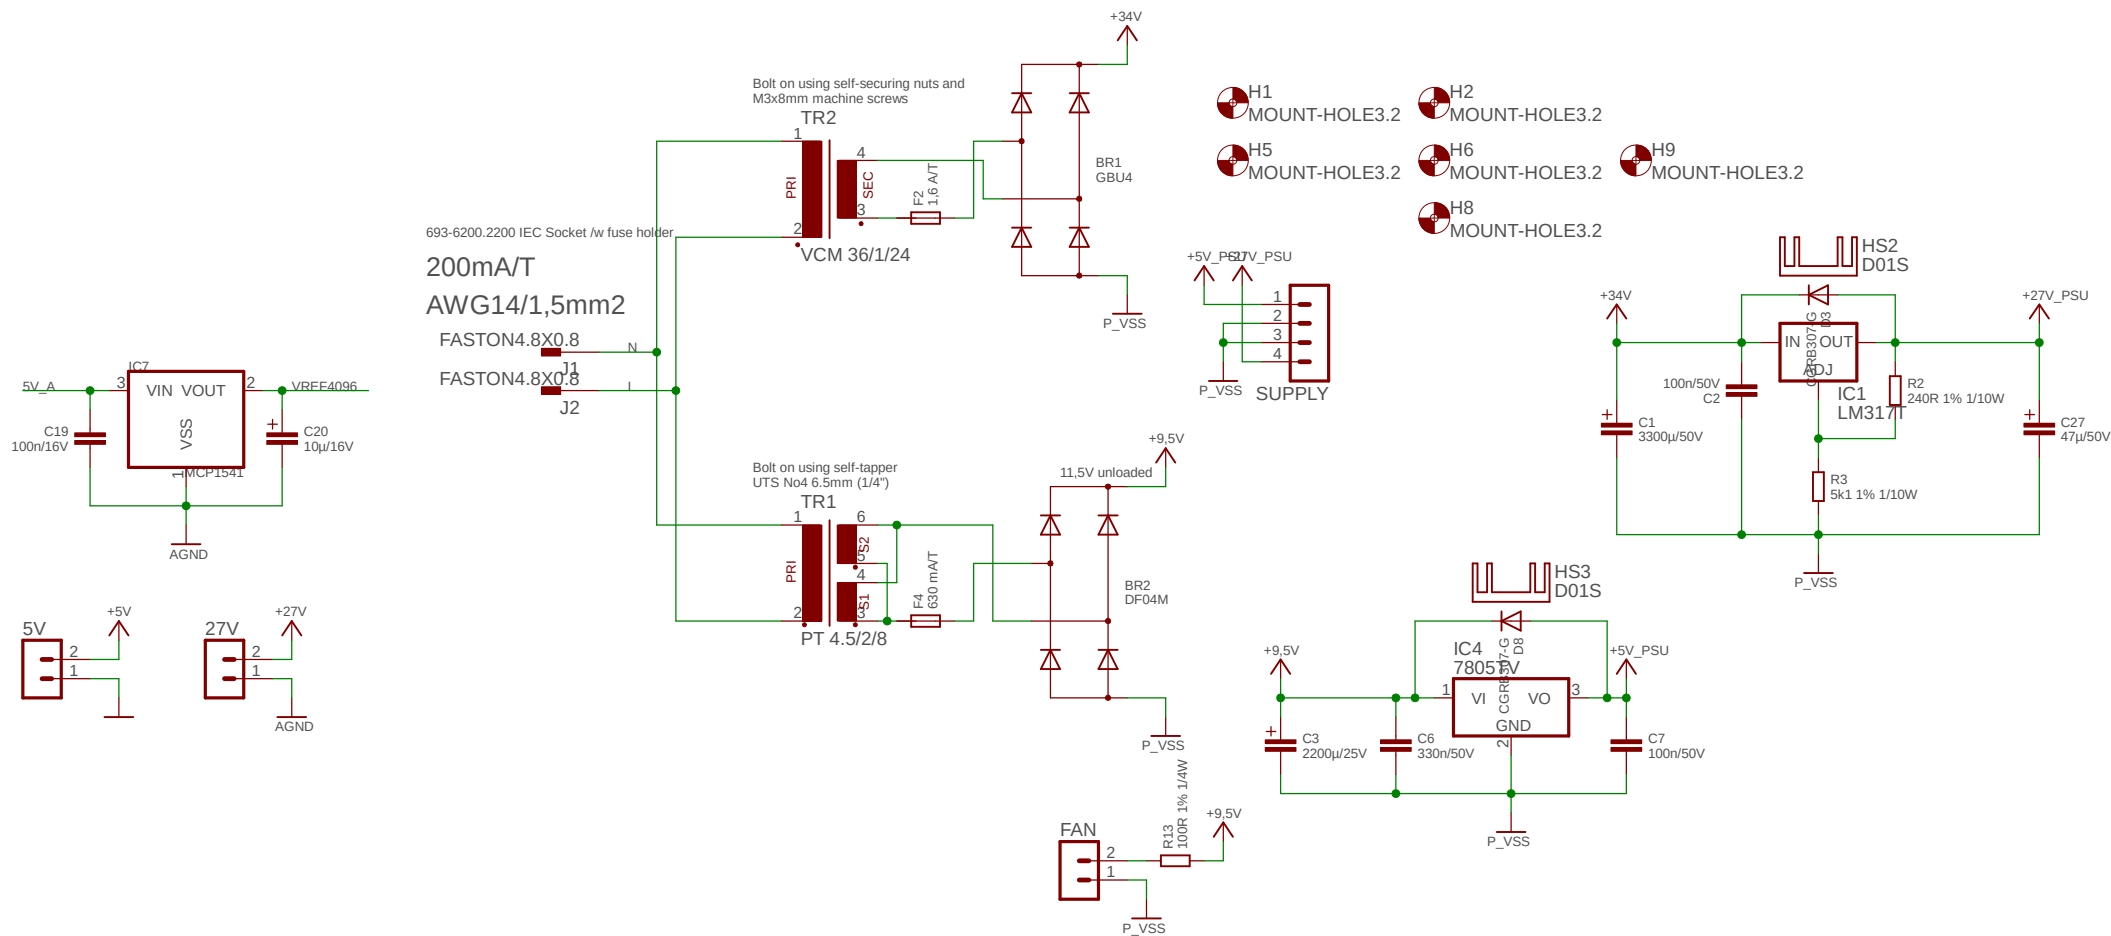 +34V
Bolt on using self-securing nuts and
M3x8mm machine screws
TR2
1
2
PRI
SEC
4
3
F2
1,6 A/T
VCM 36/1/24
BR1
GBU4
P_VSS
H1
MOUNT-HOLE3.2
H2
MOUNT-HOLE3.2
H5
MOUNT-HOLE3.2
H6
MOUNT-HOLE3.2
H9
MOUNT-HOLE3.2
H8
MOUNT-HOLE3.2
693-6200.2200 IEC Socket /w fuse holder
200mA/T
AWG14/1,5mm2
FASTON4.8X0.8
J1
N
FASTON4.8X0.8
J2
L
+5V_PSU
+27V_PSU
1
2
3
4
P_VSS
SUPPLY
HS2
D01S
+34V
+27V_PSU
CGRB307-G
D3
IN
OUT
ADJ
IC1
LM317T
100n/50V
C2
R2
240R 1% 1/10W
C1
3300µ/50V
C27
47µ/50V
R3
5k1 1% 1/10W
P_VSS
IC7
5V_A
3
VIN
VOUT
2
VREF4096
VSS
1
MCP1541
C19
100n/16V
C20
10µ/16V
AGND
Bolt on using self-tapper
UTS No4 6.5mm (1/4")
TR1
1
2
PRI
6
S2
5
4
S1
3
F4
630 mA/T
PT 4.5/2/8
11,5V unloaded
+9,5V
BR2
DF04M
P_VSS
5V
+5V
2
1
27V
+27V
2
1
AGND
HS3
D01S
+9,5V
IC4
7805TV
CGRB307-G
D8
+5V_PSU
1
VI
VO
3
GND
2
C3
2200µ/25V
C6
330n/50V
C7
100n/50V
P_VSS
FAN
2
1
R13
100R 1% 1/4W
+9,5V
P_VSS